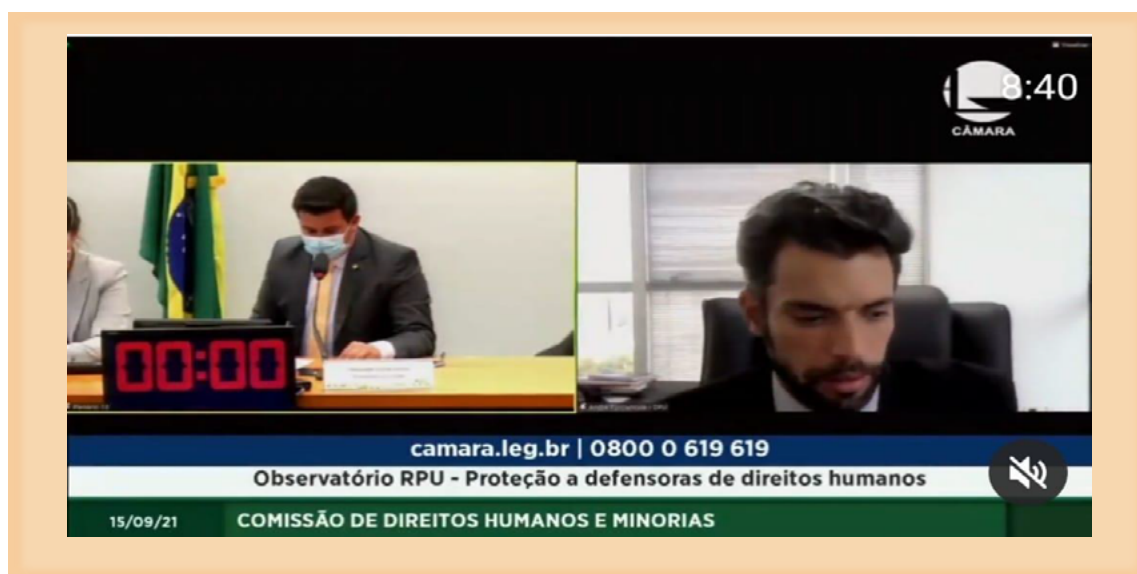 8:40
CÂMARA
00:00
camara.leg.br | 0800 0 619 619
Observatório RPU - Proteção a defensoras de direitos humanos
15/09/21
COMISSÃO DE DIREITOS HUMANOS E MINORIAS